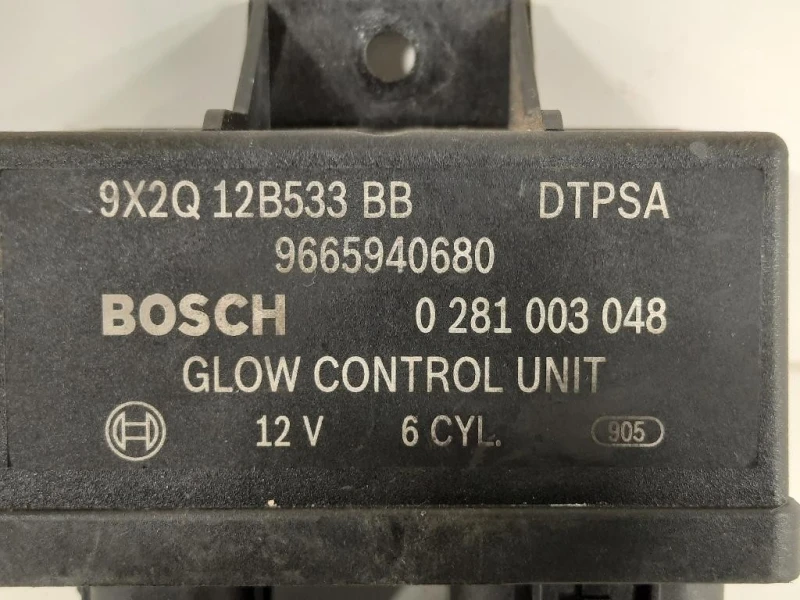 9X2Q 12B533 BB DTPSA
9665940680
BOSCH 0 281 003 048
GLOW CONTROL UNIT
12 V 6 CYL. 905